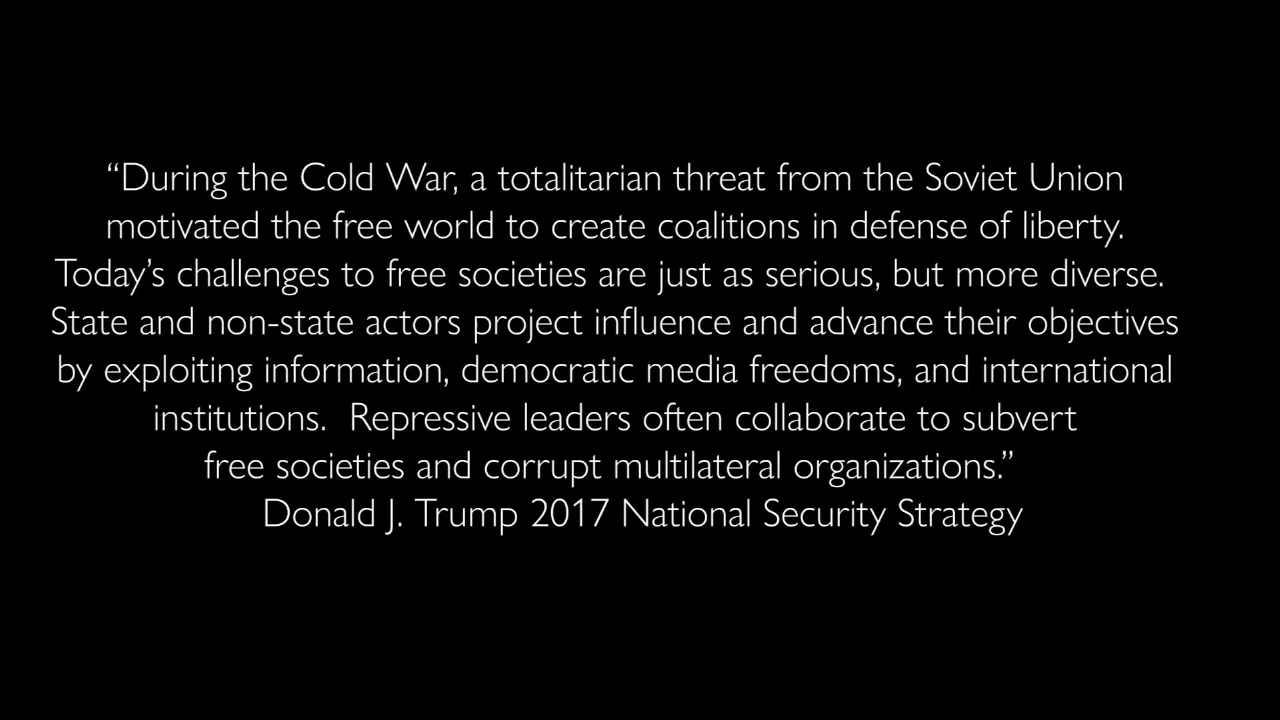 “During the Cold War, a totalitarian threat from the Soviet Union
motivated the free world to create coalitions in defense of liberty.
Today’s challenges to free societies are just as serious, but more diverse.
State and non-state actors project influence and advance their objectives
by exploiting information, democratic media freedoms, and international
institutions.  Repressive leaders often collaborate to subvert
free societies and corrupt multilateral organizations.”
Donald J. Trump 2017 National Security Strategy